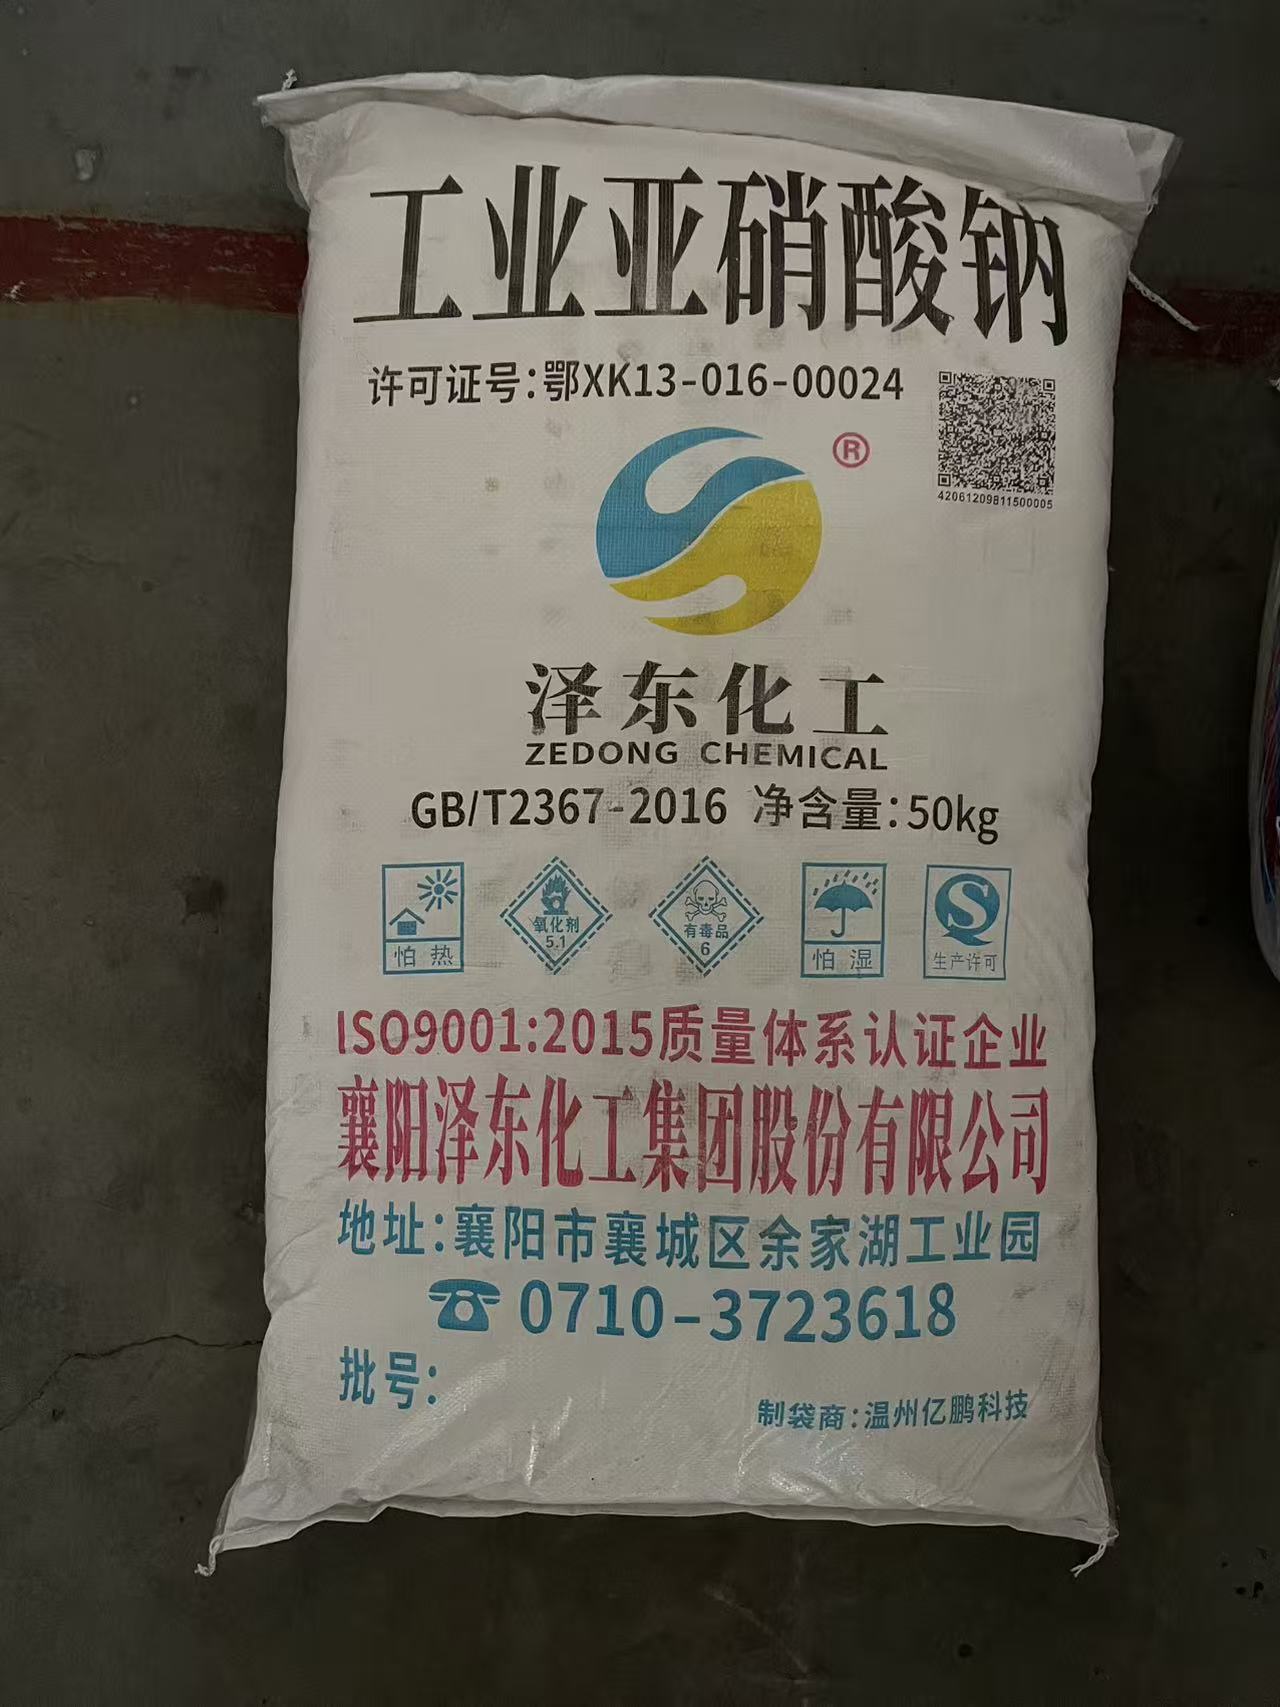 工业亚硝酸钠
许可证号:鄂XK13-016-00024
®
42061209811500005
泽东化工
ZEDONG CHEMICAL
GB/T2367-2016 净含量:50kg
怕热
氧化剂
5.1
有毒品
6
怕湿
S
生产许可
ISO9001:2015质量体系认证企业
襄阳泽东化工集团股份有限公司
地址:襄阳市襄城区余家湖工业园
☎0710-3723618
批号:
制袋商:温州亿鹏科技